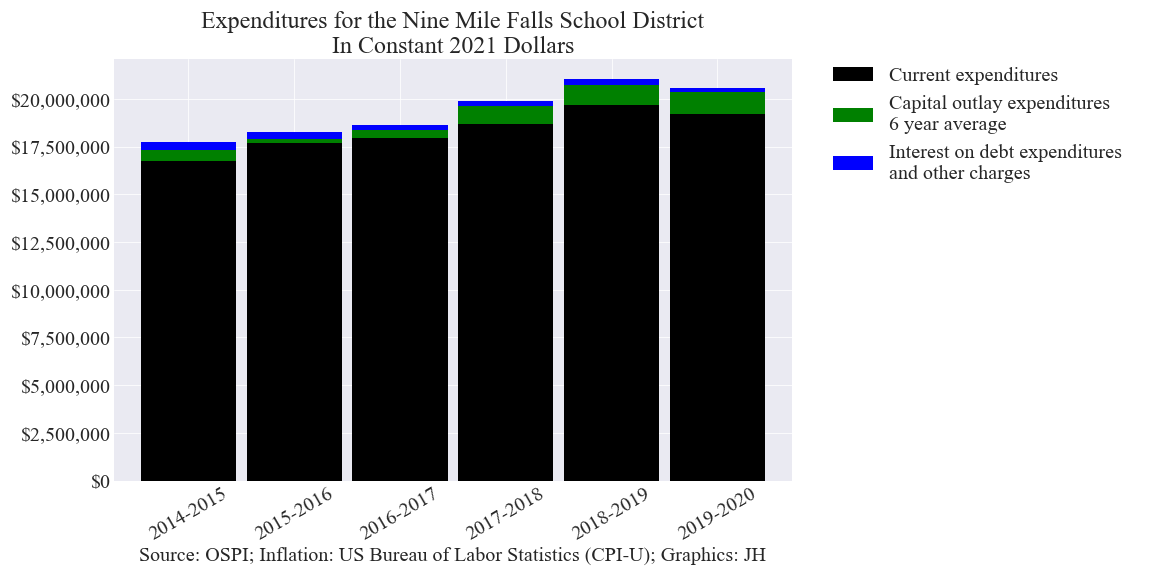 Expenditures for the Nine Mile Falls School District
In Constant 2021 Dollars
$20,000,000
$17,500,000
$15,000,000
$12,500,000
$10,000,000
$7,500,000
$5,000,000
$2,500,000
$0
2014-2015
2015-2016
2016-2017
2017-2018
2018-2019
2019-2020
Source: OSPI; Inflation: US Bureau of Labor Statistics (CPI-U); Graphics: JH
Current expenditures
Capital outlay expenditures
6 year average
Interest on debt expenditures
and other charges